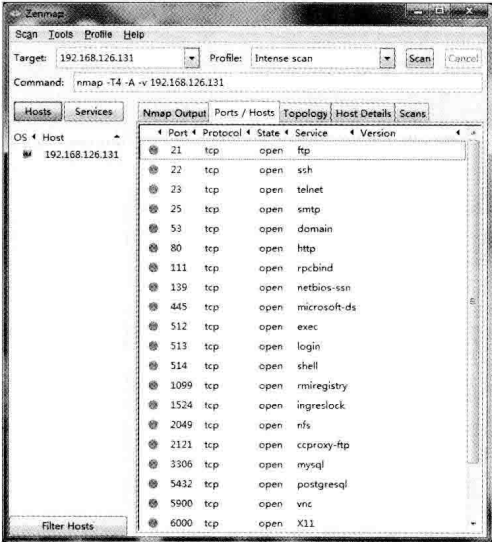 Zenmap
Scan Tools Profile Help
Target: 192.168.126.131 Profile: Intense scan Scan Cancel
Command: nmap -T4 -A -v 192.168.126.131
Hosts Services Nmap Output Ports / Hosts Topology Host Details Scans
OS Host
192.168.126.131
Port Protocol State Service Version
21 tcp open ftp
22 tcp open ssh
23 tcp open telnet
25 tcp open smtp
53 tcp open domain
80 tcp open http
111 tcp open rpcbind
139 tcp open netbios-ssn
445 tcp open microsoft-ds
512 tcp open exec
513 tcp open login
514 tcp open shell
1099 tcp open rmiregistry
1524 tcp open ingreslock
2049 tcp open nfs
2121 tcp open ccproxy-ftp
3306 tcp open mysql
5432 tcp open postgresql
5900 tcp open vnc
6000 tcp open X11
Filter Hosts